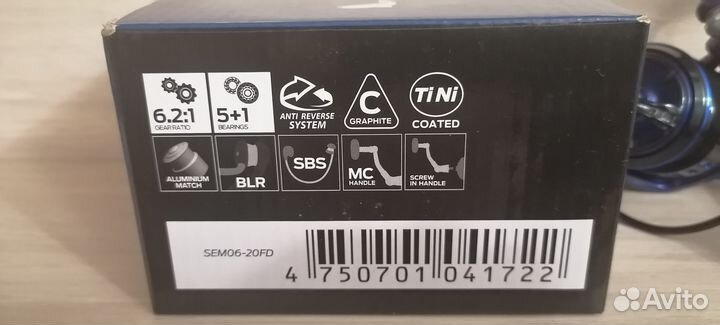 6.2:1
GEAR RATIO
5+1
BEARINGS
ANTI REVERSE
SYSTEM
C
GRAPHITE
TiNi
COATED
ALUMINIUM
MATCH
BLR
SBS
MC
HANDLE
SCREW
IN HANDLE
SEM06-20FD
4 750701 041722
Avito